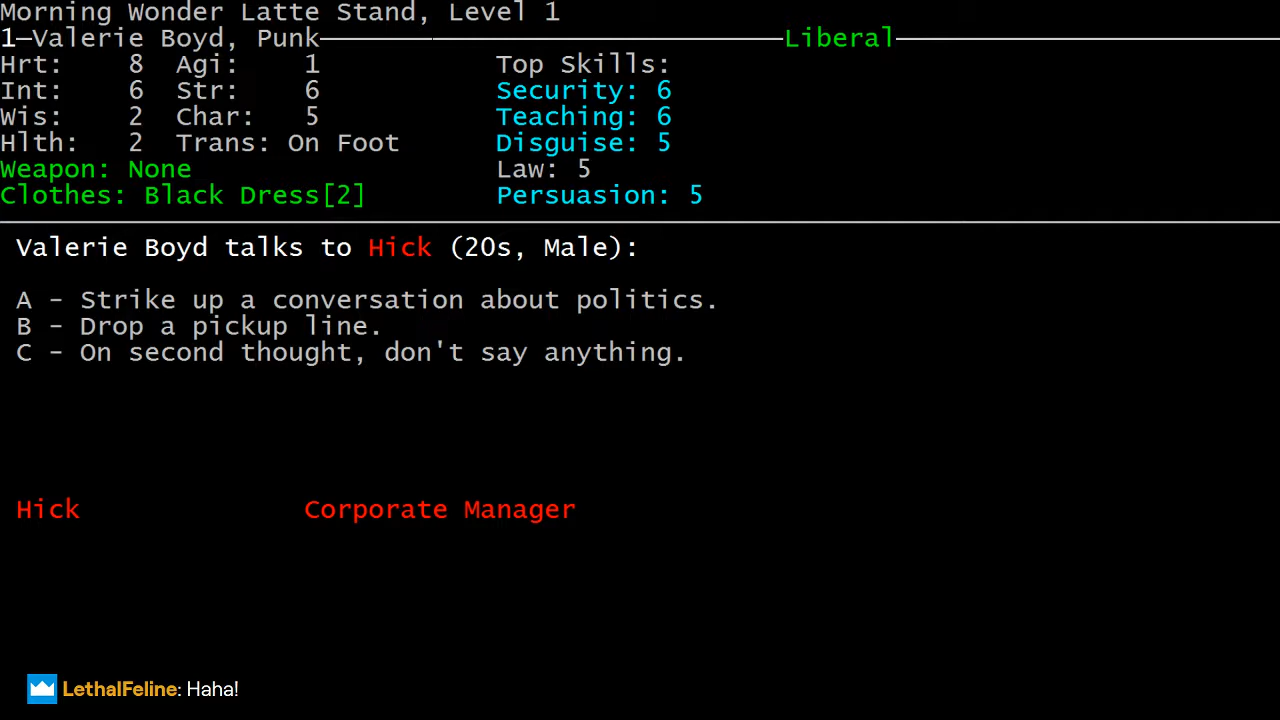 Morning Wonder Latte Stand, Level 1
1—Valerie Boyd, Punk Liberal
Hrt: 8 Agi: 1 Top Skills:
Int: 6 Str: 6 Security: 6
Wis: 2 Char: 5 Teaching: 6
Hlth: 2 Trans: On Foot Disguise: 5
Weapon: None Law: 5
Clothes: Black Dress[2] Persuasion: 5
Valerie Boyd talks to Hick (20s, Male):
A - Strike up a conversation about politics.
B - Drop a pickup line.
C - On second thought, don't say anything.
Hick Corporate Manager
LethalFeline: Haha!